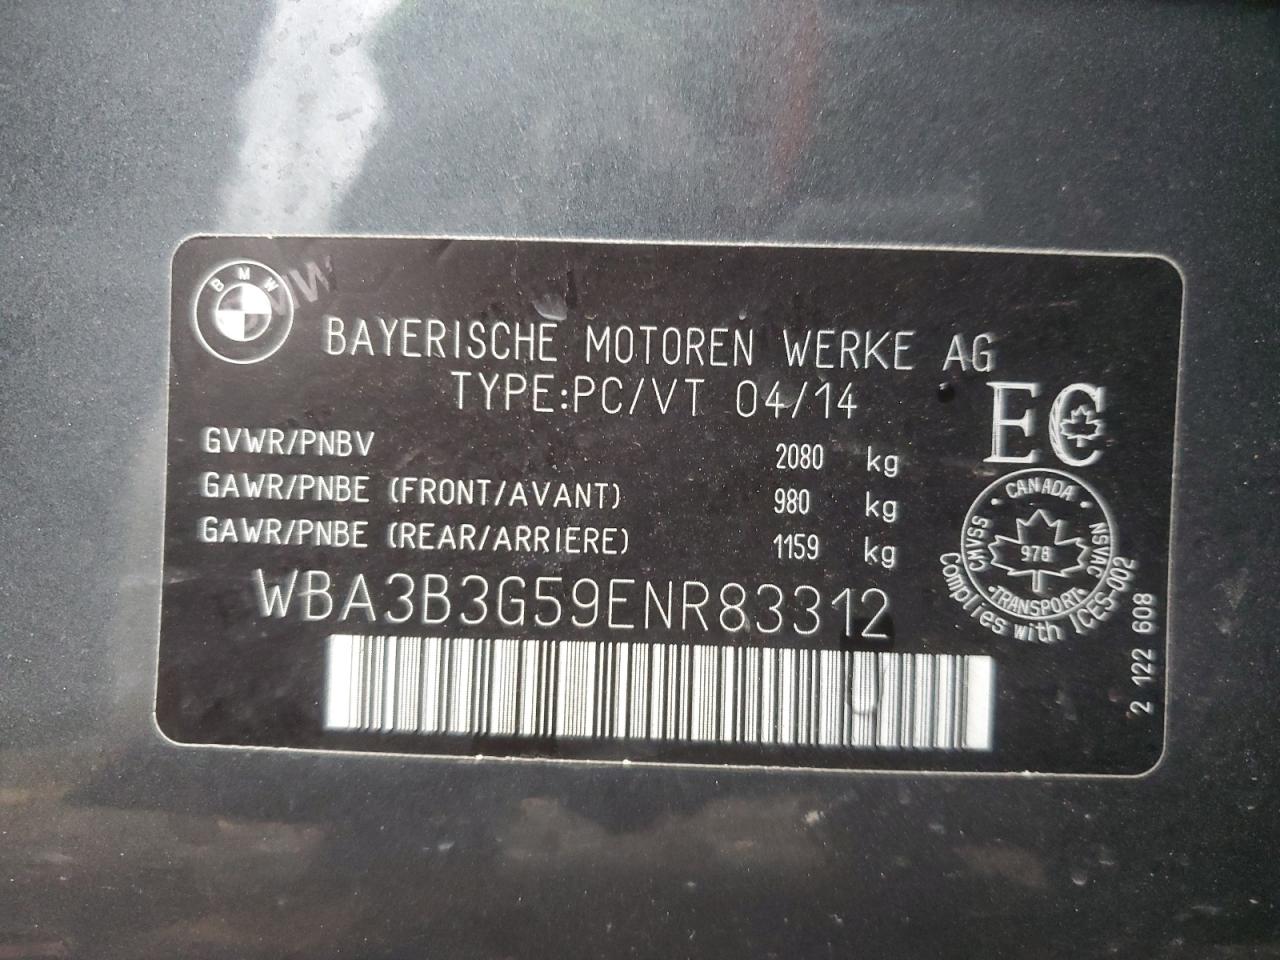 BMW
BAYERISCHE MOTOREN WERKE AG
TYPE:PC/VT 04/14
EC
GVWR/PNBV 2080 kg
GAWR/PNBE (FRONT/AVANT) 980 kg
GAWR/PNBE (REAR/ARRIERE) 1159 kg
WBA3B3G59ENR83312
CANADA
CMVSS
NSVAC
978
TRANSPORT
Complies with ICES-002
2 122 608